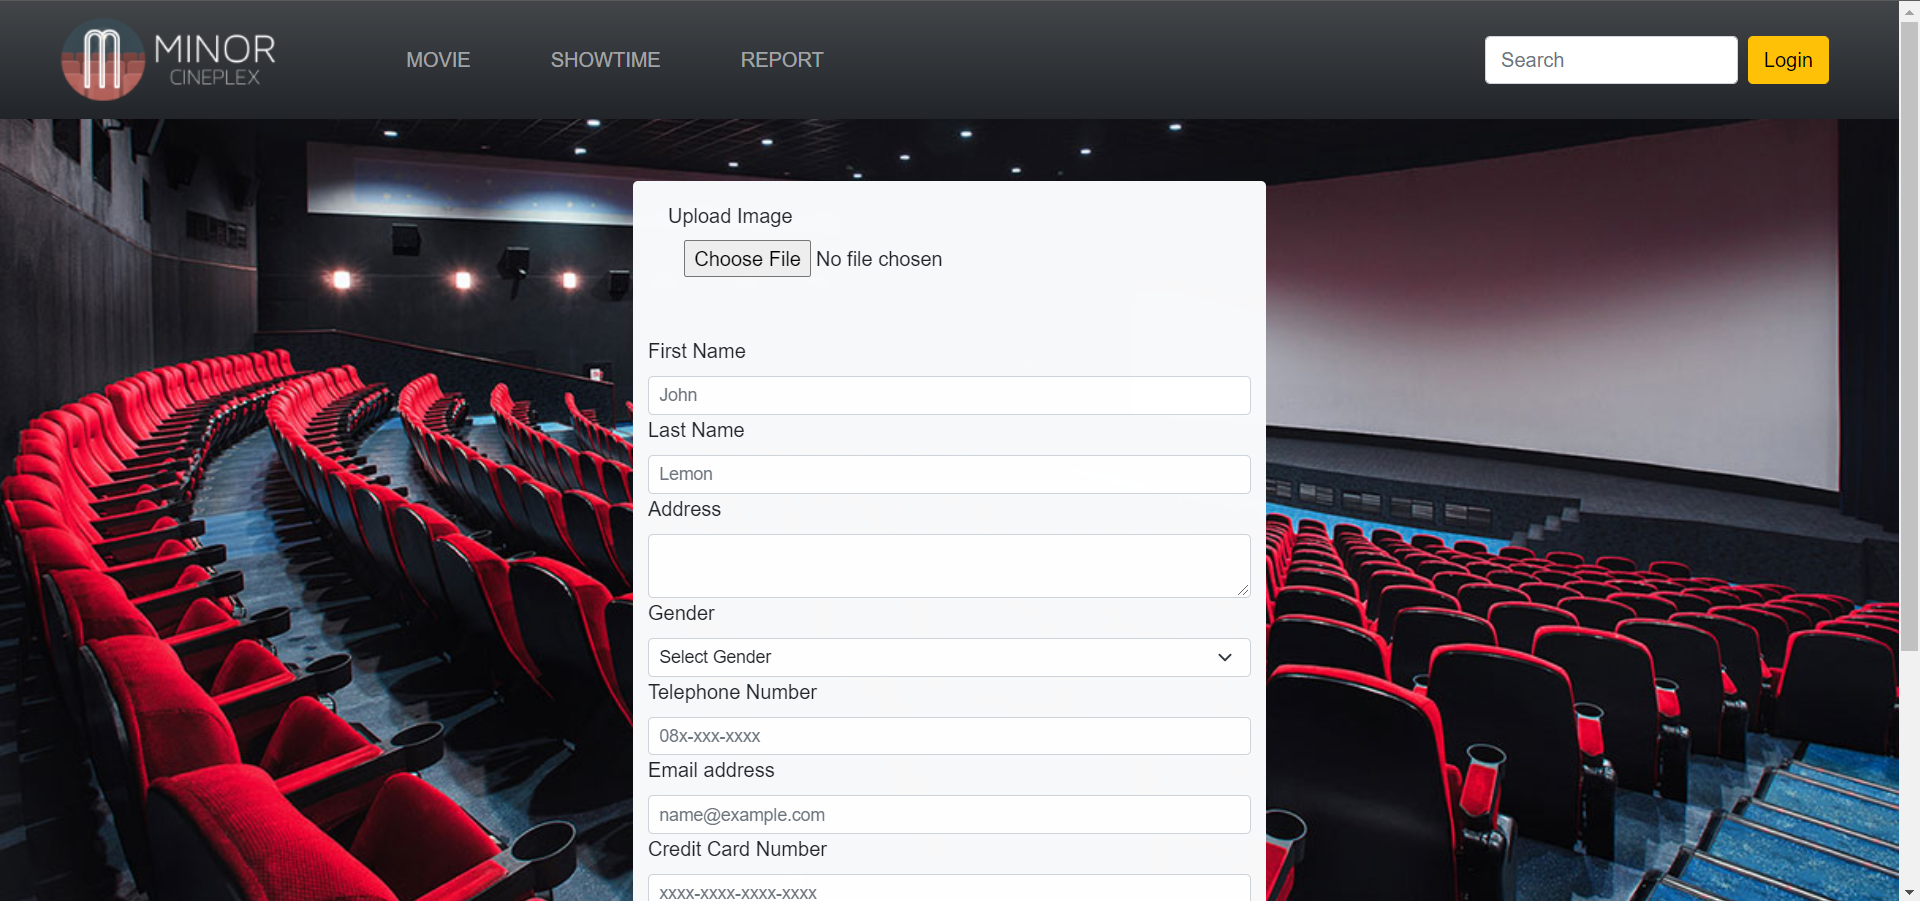 MINOR
CINEPLEX
MOVIE
SHOWTIME
REPORT
Search
Login
Upload Image
Choose File No file chosen
First Name
John
Last Name
Lemon
Address
Gender
Select Gender
Telephone Number
08x-xxx-xxxx
Email address
name@example.com
Credit Card Number
xxxx-xxxx-xxxx-xxxx